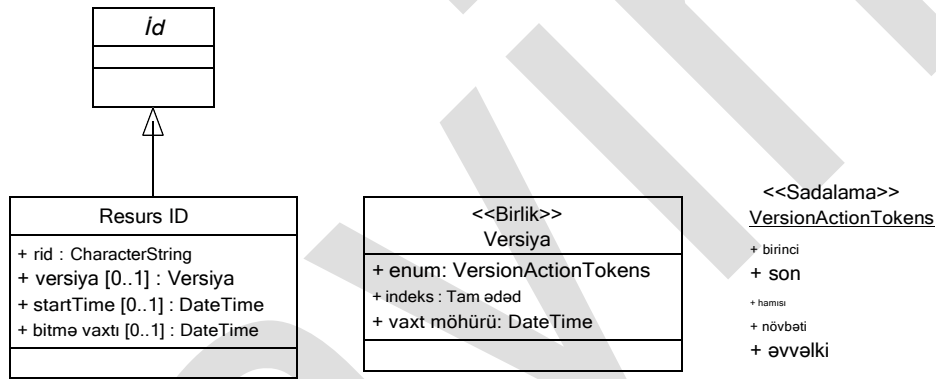 İd
Resurs ID
+ rid : CharacterString
+ versiya [0..1] : Versiya
+ startTime [0..1] : DateTime
+ bitmə vaxtı [0..1] : DateTime
<<Birlik>>
Versiya
+ enum: VersionActionTokens
+ indeks : Tam ədəd
+ vaxt möhürü: DateTime
<<Sadalama>>
VersionActionTokens
+ birinci
+ son
+ hamısı
+ növbəti
+ əvvəlki